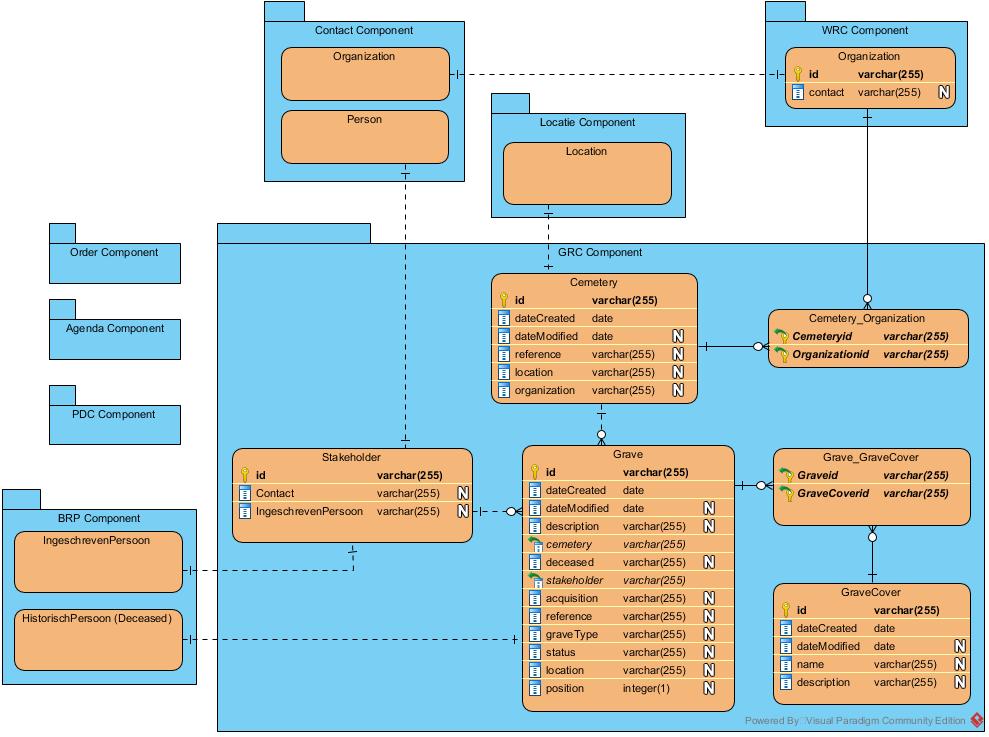 Contact Component
Organization
Person
WRC Component
Organization
id varchar(255)
contact varchar(255) N
Locatie Component
Location
Order Component
Agenda Component
PDC Component
GRC Component
Cemetery
id varchar(255)
dateCreated date
dateModified date N
reference varchar(255) N
location varchar(255) N
organization varchar(255) N
Cemetery_Organization
Cemeteryid varchar(255)
Organizationid varchar(255)
Stakeholder
id varchar(255)
Contact varchar(255) N
IngeschrevenPersoon varchar(255) N
Grave
id varchar(255)
dateCreated date
dateModified date N
description varchar(255) N
cemetery varchar(255)
deceased varchar(255) N
stakeholder varchar(255)
acquisition varchar(255) N
reference varchar(255) N
graveType varchar(255) N
status varchar(255) N
location varchar(255) N
position integer(1) N
Grave_GraveCover
Graveid varchar(255)
GraveCoverid varchar(255)
GraveCover
id varchar(255)
dateCreated date
dateModified date N
name varchar(255) N
description varchar(255) N
BRP Component
IngeschrevenPersoon
HistorischPersoon (Deceased)
Powered By Visual Paradigm Community Edition